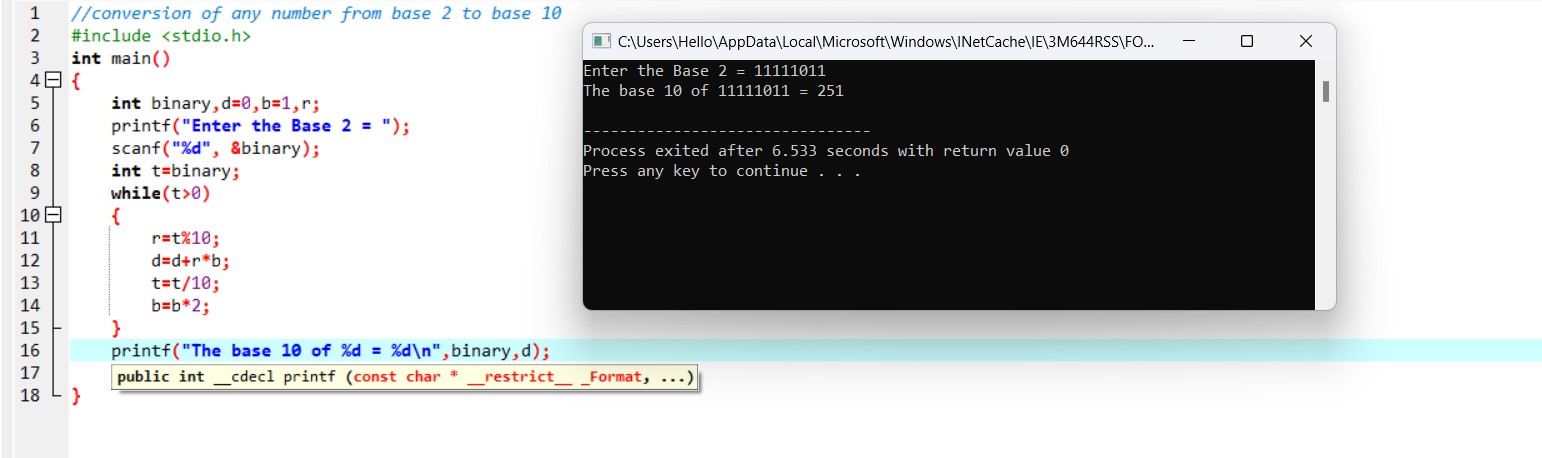 1 //conversion of any number from base 2 to base 10
2 #include <stdio.h>
3 int main()
4 {
5 int binary,d=0,b=1,r;
6 printf("Enter the Base 2 = ");
7 scanf("%d", &binary);
8 int t=binary;
9 while(t>0)
10 {
11 r=t%10;
12 d=d+r*b;
13 t=t/10;
14 b=b*2;
15 }
16 printf("The base 10 of %d = %d\n",binary,d);
17 public int __cdecl printf (const char * __restrict__ _Format, ...)
18 }
C:\Users\Hello\AppData\Local\Microsoft\Windows\INetCache\IE\3M644RSS\FO...
Enter the Base 2 = 11111011
The base 10 of 11111011 = 251
--------------------------------
Process exited after 6.533 seconds with return value 0
Press any key to continue . . .